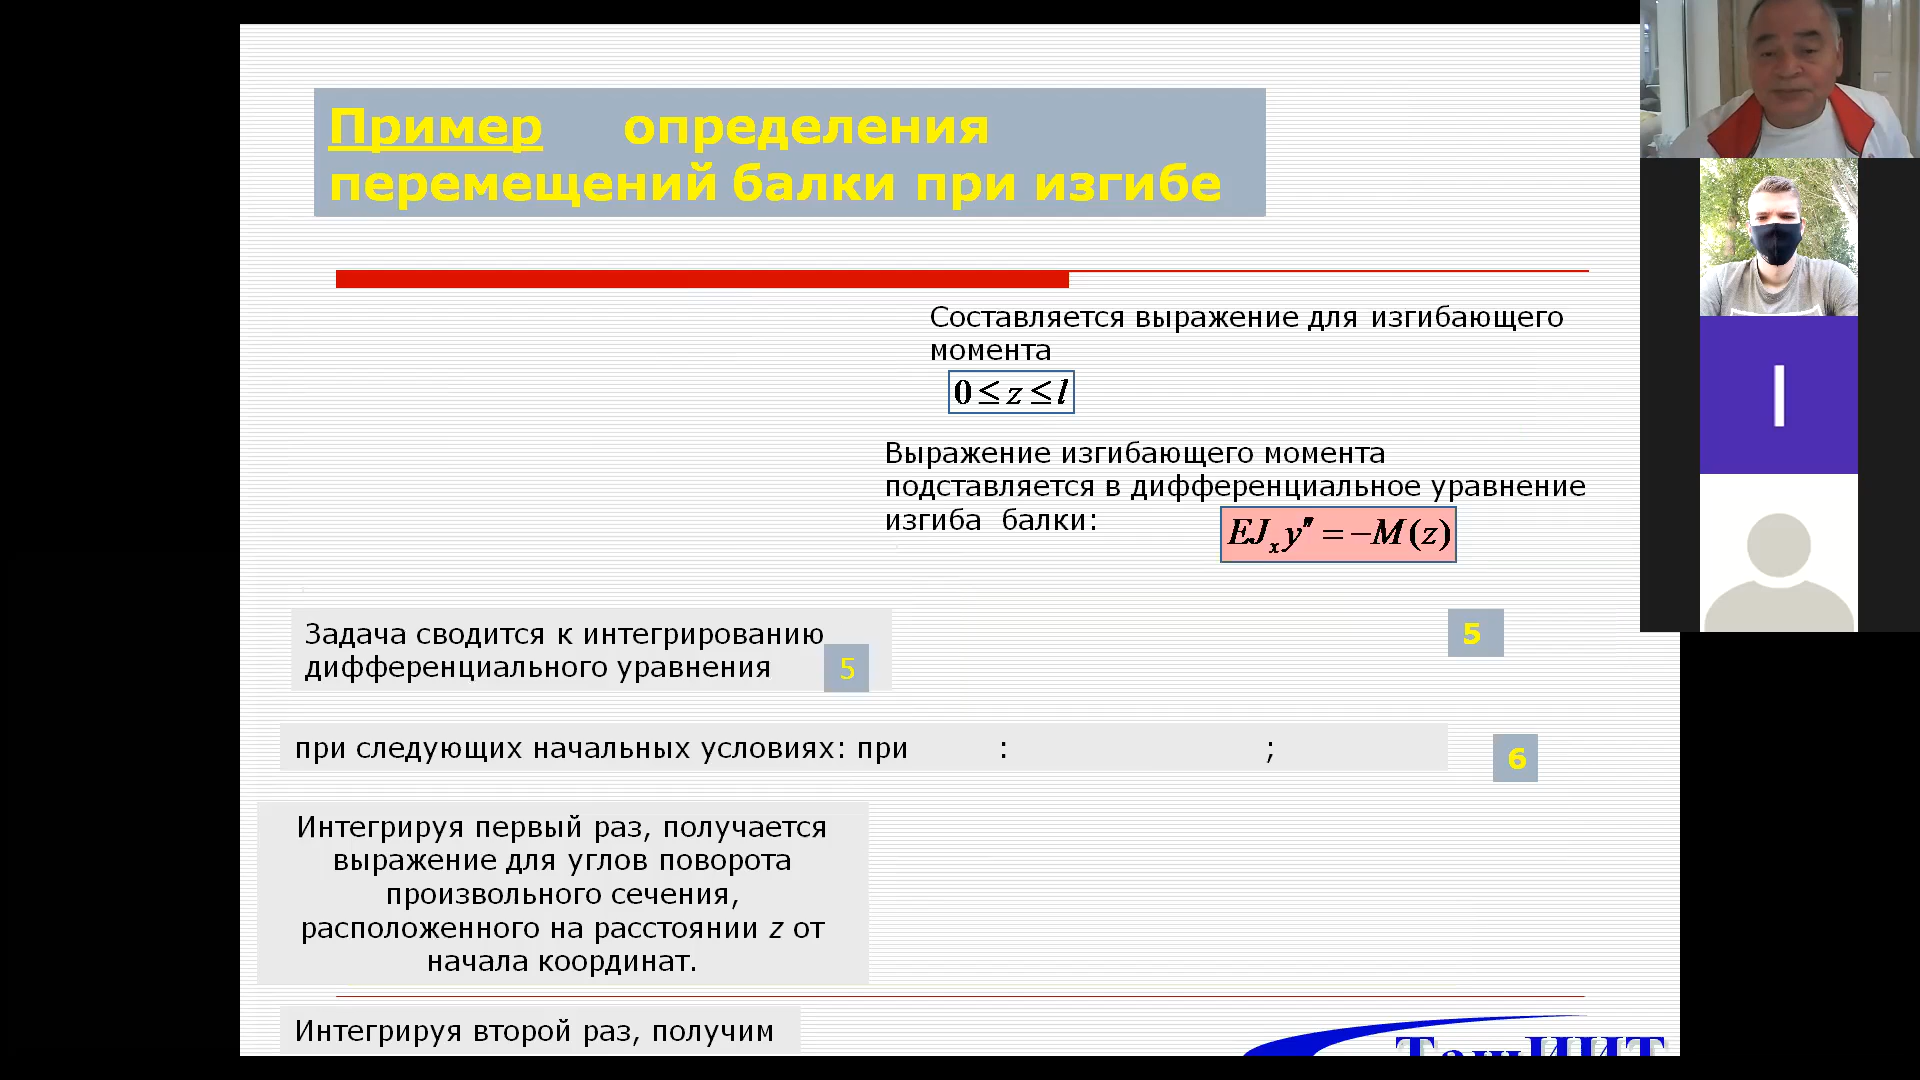 Пример определения
перемещений балки при изгибе
Составляется выражение для изгибающего
момента
0 ≤ z ≤ l
Выражение изгибающего момента
подставляется в дифференциальное уравнение
изгиба балки:
EJₓy″ = −M(z)
Задача сводится к интегрированию
дифференциального уравнения
5
5
при следующих начальных условиях: при : ;
6
Интегрируя первый раз, получается
выражение для углов поворота
произвольного сечения,
расположенного на расстоянии z от
начала координат.
Интегрируя второй раз, получим
ТашИИТ
I